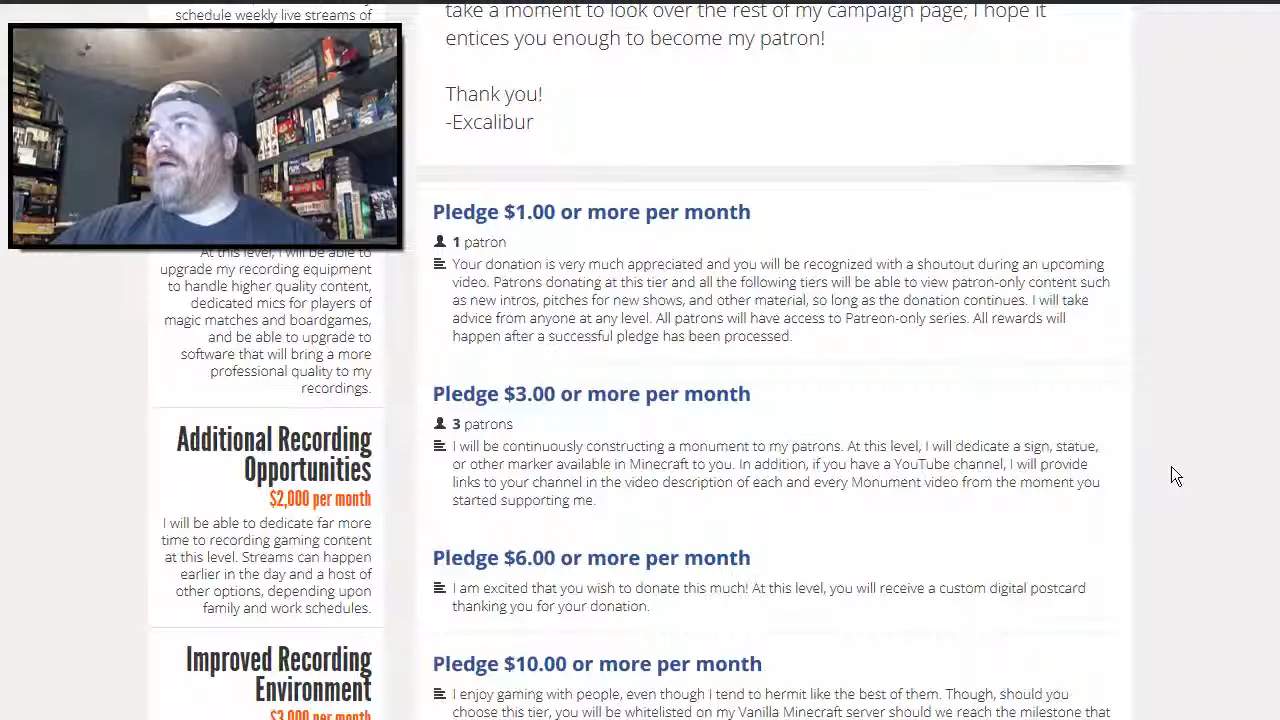 schedule weekly live streams of
At this level, I will be able to
upgrade my recording equipment
to handle higher quality content,
dedicated mics for players of
magic matches and boardgames,
and be able to upgrade to
software that will bring a more
professional quality to my
recordings.
Additional Recording
Opportunities
$2,000 per month
I will be able to dedicate far more
time to recording gaming content
at this level. Streams can happen
earlier in the day and a host of
other options, depending upon
family and work schedules.
Improved Recording
Environment
$3,000 per month
take a moment to look over the rest of my campaign page; I hope it
entices you enough to become my patron!
Thank you!
-Excalibur
Pledge $1.00 or more per month
1 patron
Your donation is very much appreciated and you will be recognized with a shoutout during an upcoming
video. Patrons donating at this tier and all the following tiers will be able to view patron-only content such
as new intros, pitches for new shows, and other material, so long as the donation continues. I will take
advice from anyone at any level. All patrons will have access to Patreon-only series. All rewards will
happen after a successful pledge has been processed.
Pledge $3.00 or more per month
3 patrons
I will be continuously constructing a monument to my patrons. At this level, I will dedicate a sign, statue,
or other marker available in Minecraft to you. In addition, if you have a YouTube channel, I will provide
links to your channel in the video description of each and every Monument video from the moment you
started supporting me.
Pledge $6.00 or more per month
I am excited that you wish to donate this much! At this level, you will receive a custom digital postcard
thanking you for your donation.
Pledge $10.00 or more per month
I enjoy gaming with people, even though I tend to hermit like the best of them. Though, should you
choose this tier, you will be whitelisted on my Vanilla Minecraft server should we reach the milestone that